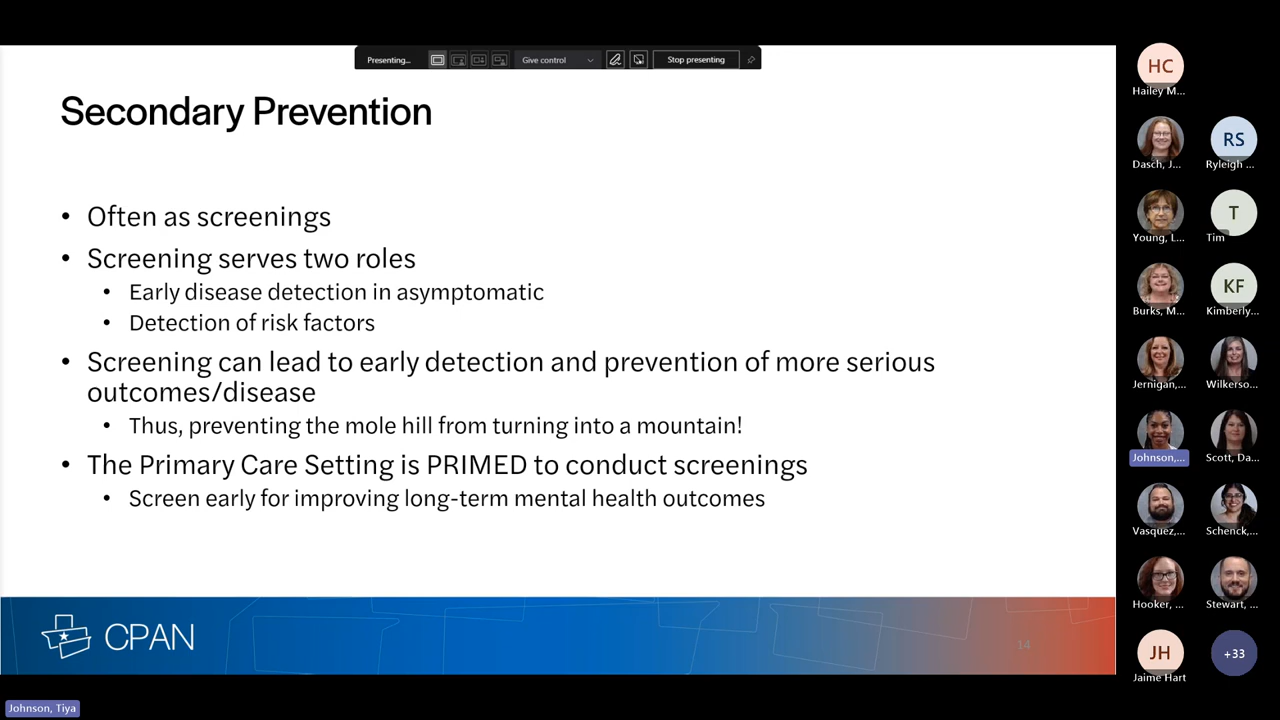 Presenting...
Give control
Stop presenting
Secondary Prevention
• Often as screenings
• Screening serves two roles
• Early disease detection in asymptomatic
• Detection of risk factors
• Screening can lead to early detection and prevention of more serious
outcomes/disease
• Thus, preventing the mole hill from turning into a mountain!
• The Primary Care Setting is PRIMED to conduct screenings
• Screen early for improving long-term mental health outcomes
CPAN
14
HC
Hailey M...
Dasch, J...
RS
Ryleigh ...
Young, L...
T
Tim
Burks, M...
KF
Kimberly...
Jernigan,...
Wilkerso...
Johnson,...
Scott, Da...
Vasquez,...
Schenck,...
Hooker, ...
Stewart, ...
JH
Jaime Hart
+33
Johnson, Tiya